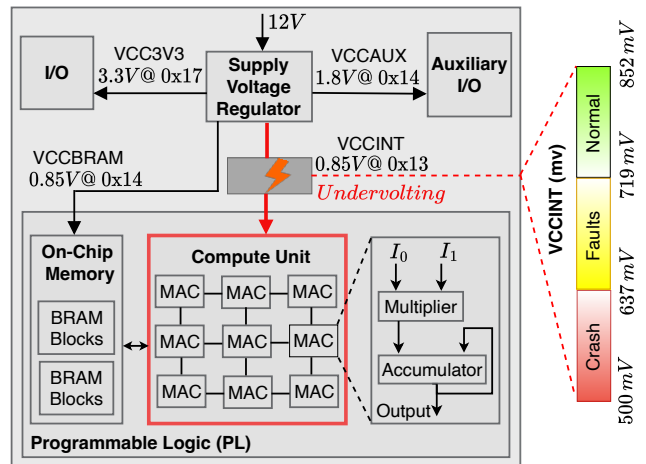 12V
I/O
VCC3V3
3.3V@ 0x17
Supply
Voltage
Regulator
VCCAUX
1.8V@ 0x14
Auxiliary
I/O
VCCBRAM
0.85V@ 0x14
VCCINT
0.85V@ 0x13
Undervolting
On-Chip
Memory
BRAM
Blocks
BRAM
Blocks
Compute Unit
MAC MAC MAC
MAC MAC MAC
MAC MAC MAC
I₀ I₁
Multiplier
Accumulator
Output
Programmable Logic (PL)
VCCINT (mv)
852 mV
Normal
719 mV
Faults
637 mV
Crash
500 mV